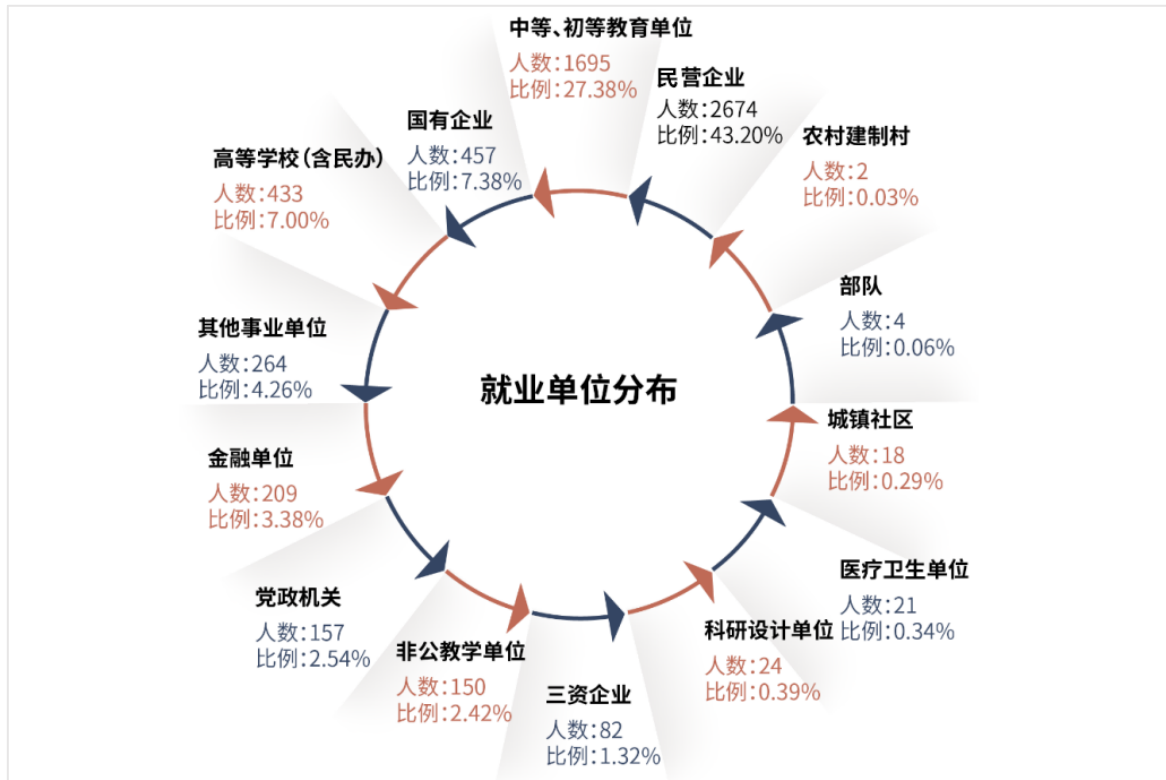 中等、初等教育单位
人数：1695
比例：27.38%
民营企业
人数：2674
比例：43.20%
农村建制村
人数：2
比例：0.03%
部队
人数：4
比例：0.06%
城镇社区
人数：18
比例：0.29%
医疗卫生单位
人数：21
比例：0.34%
科研设计单位
人数：24
比例：0.39%
三资企业
人数：82
比例：1.32%
非公教学单位
人数：150
比例：2.42%
党政机关
人数：157
比例：2.54%
金融单位
人数：209
比例：3.38%
其他事业单位
人数：264
比例：4.26%
高等学校（含民办）
人数：433
比例：7.00%
国有企业
人数：457
比例：7.38%
就业单位分布